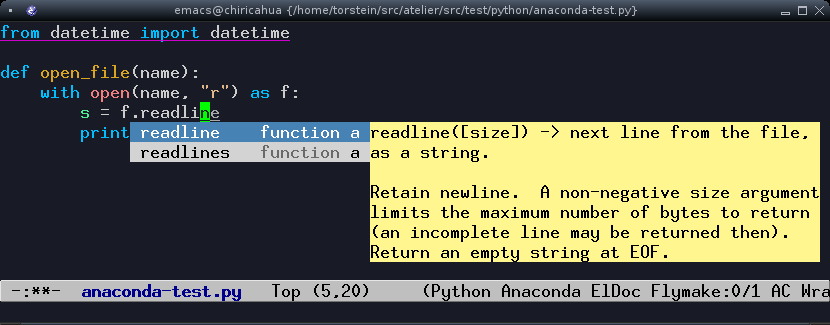 emacs@chiricahua {/home/torstein/src/atelier/src/test/python/anaconda-test.py}
from datetime import datetime
def open_file(name):
with open(name, "r") as f:
s = f.readline
print
readline function a
readlines function a
readline([size]) -> next line from the file,
as a string.
Retain newline. A non-negative size argument
limits the maximum number of bytes to return
(an incomplete line may be returned then).
Return an empty string at EOF.
-:**- anaconda-test.py Top (5,20) (Python Anaconda ElDoc Flymake:0/1 AC Wra